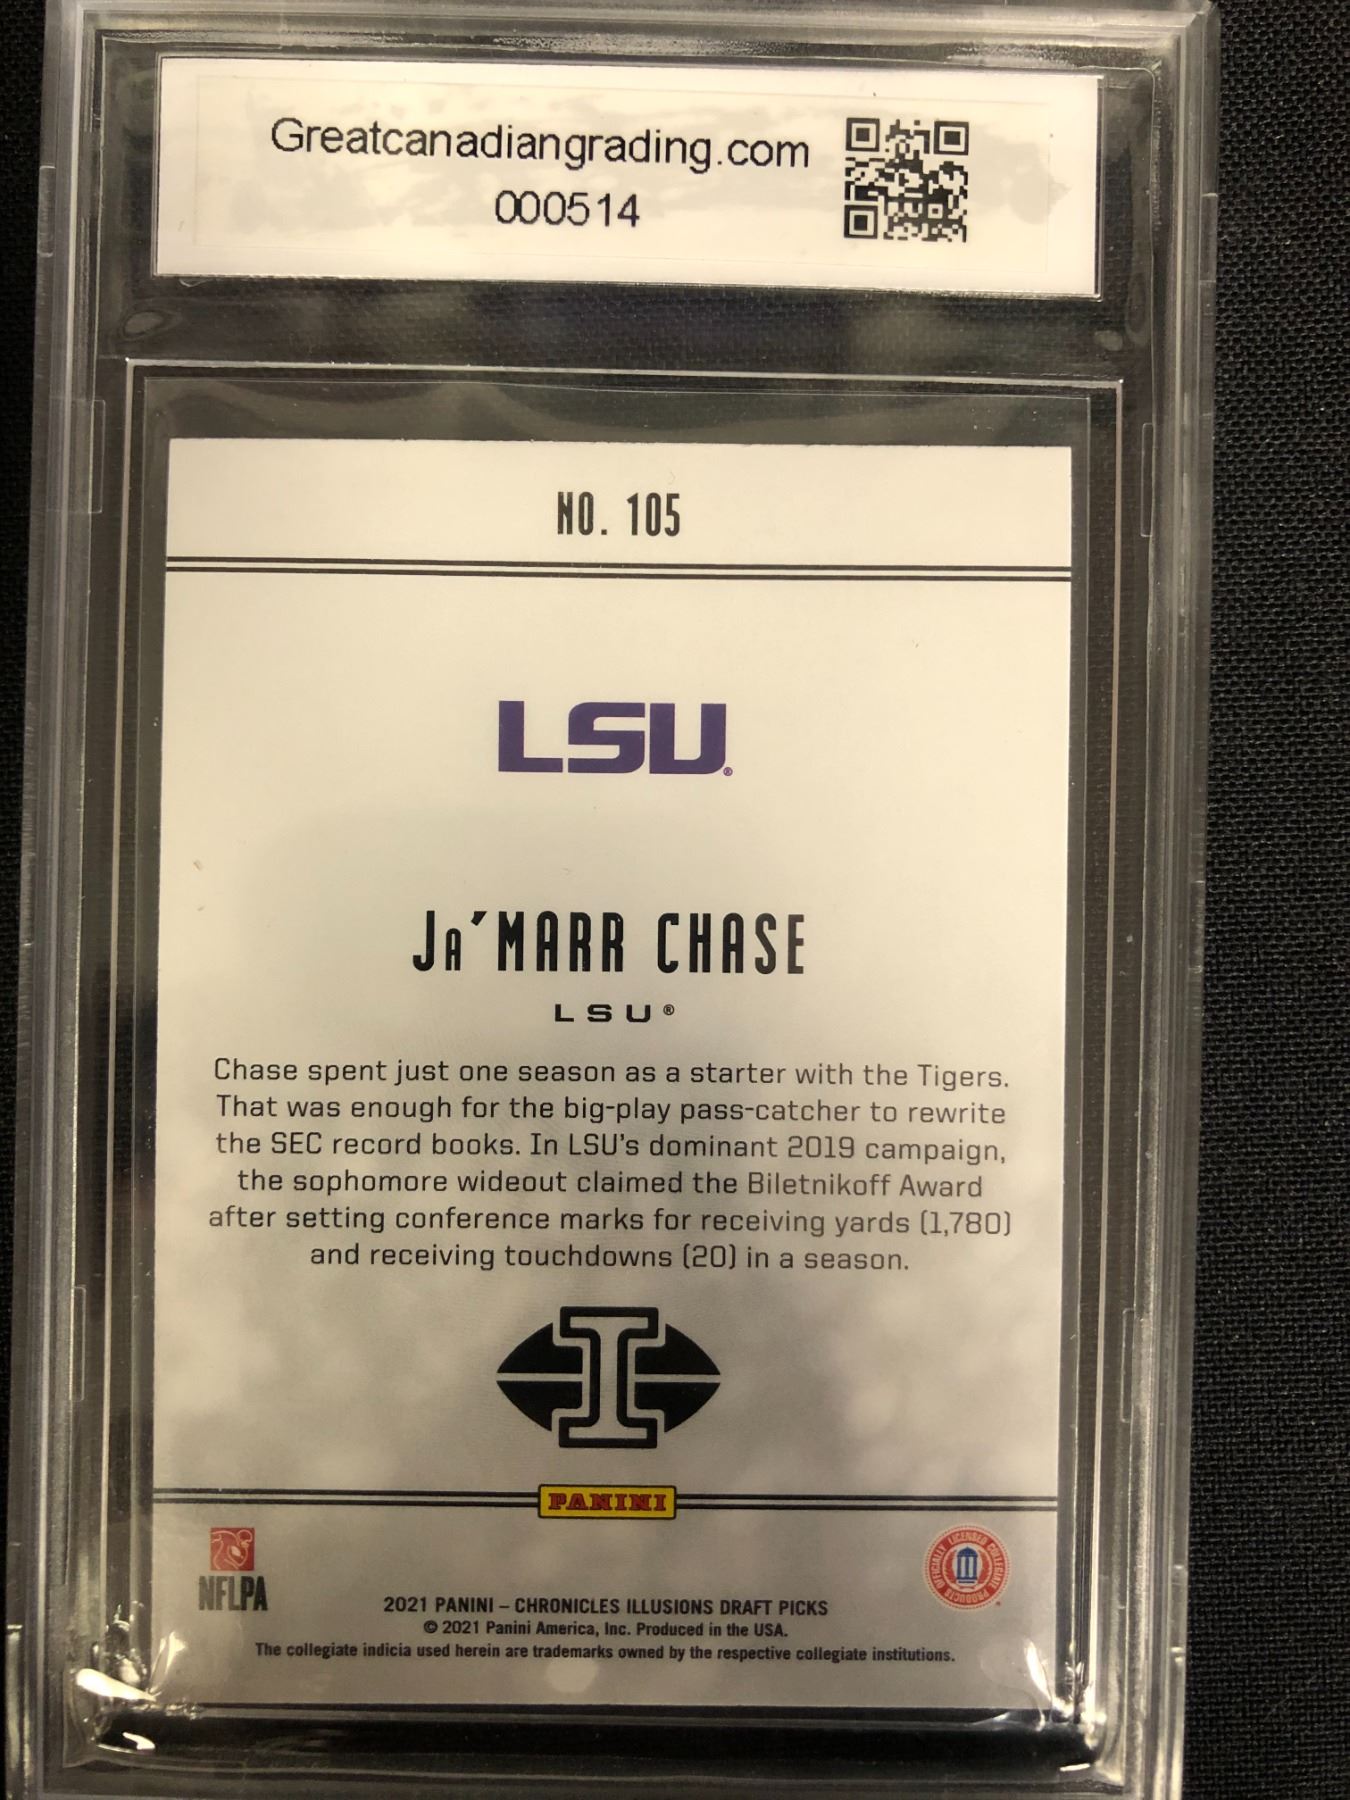 Greatcanadiangrading.com
000514
NO. 105
LSU®
JA'MARR CHASE
LSU®
Chase spent just one season as a starter with the Tigers.
That was enough for the big-play pass-catcher to rewrite
the SEC record books. In LSU's dominant 2019 campaign,
the sophomore wideout claimed the Biletnikoff Award
after setting conference marks for receiving yards (1,780)
and receiving touchdowns (20) in a season.
I
PANINI
NFLPA
OFFICIALLY LICENSED COLLEGIATE PRODUCTS
2021 PANINI – CHRONICLES ILLUSIONS DRAFT PICKS
© 2021 Panini America, Inc. Produced in the USA.
The collegiate indicia used herein are trademarks owned by the respective collegiate institutions.